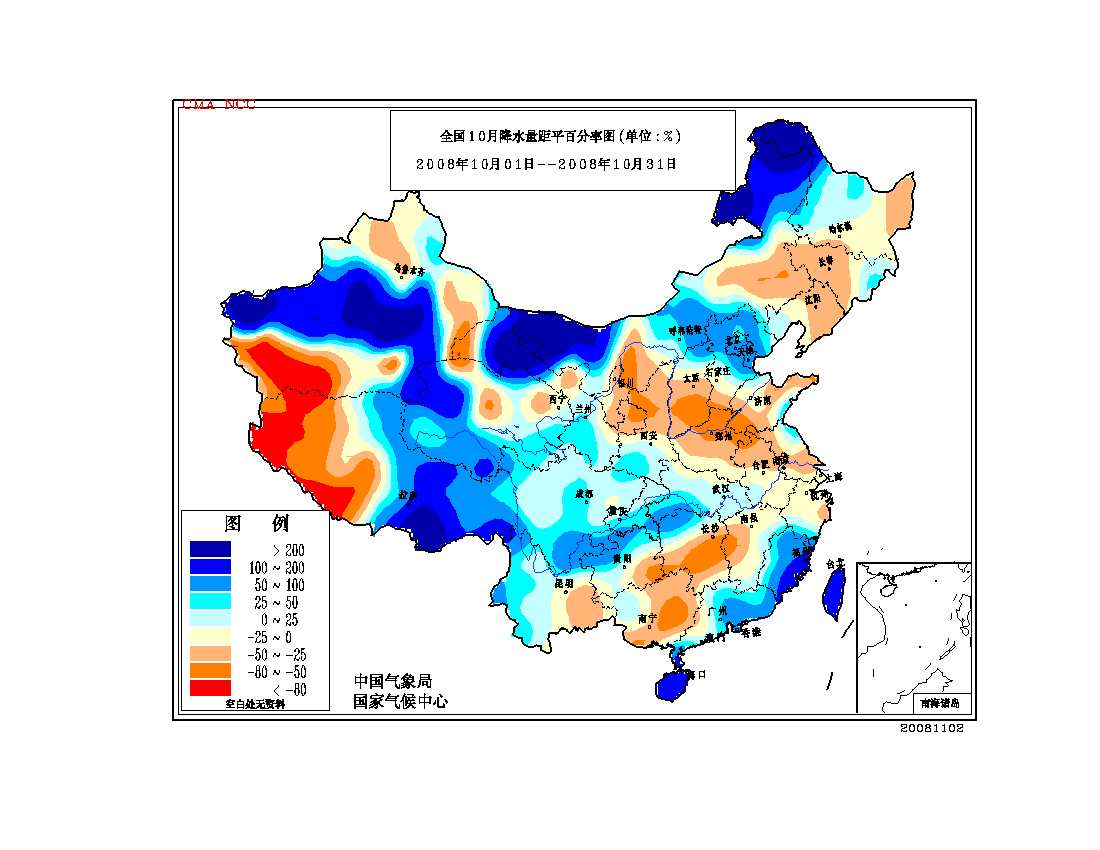 CMA NCC
全国10月降水量距平百分率图(单位:%)
2008年10月01日--2008年10月31日
哈尔滨
长春
沈阳
乌鲁木齐
呼和浩特
北京
天津
银川
太原
石家庄
济南
西宁
兰州
西安
郑州
合肥
南京
上海
拉萨
成都
武汉
杭州
重庆
长沙
南昌
贵阳
福州
台北
昆明
南宁
广州
澳门
香港
海口
图 例
> 200
100 ~ 200
50 ~ 100
25 ~ 50
0 ~ 25
-25 ~ 0
-50 ~ -25
-80 ~ -50
< -80
空白处无资料
中国气象局
国家气候中心
南海诸岛
20081102